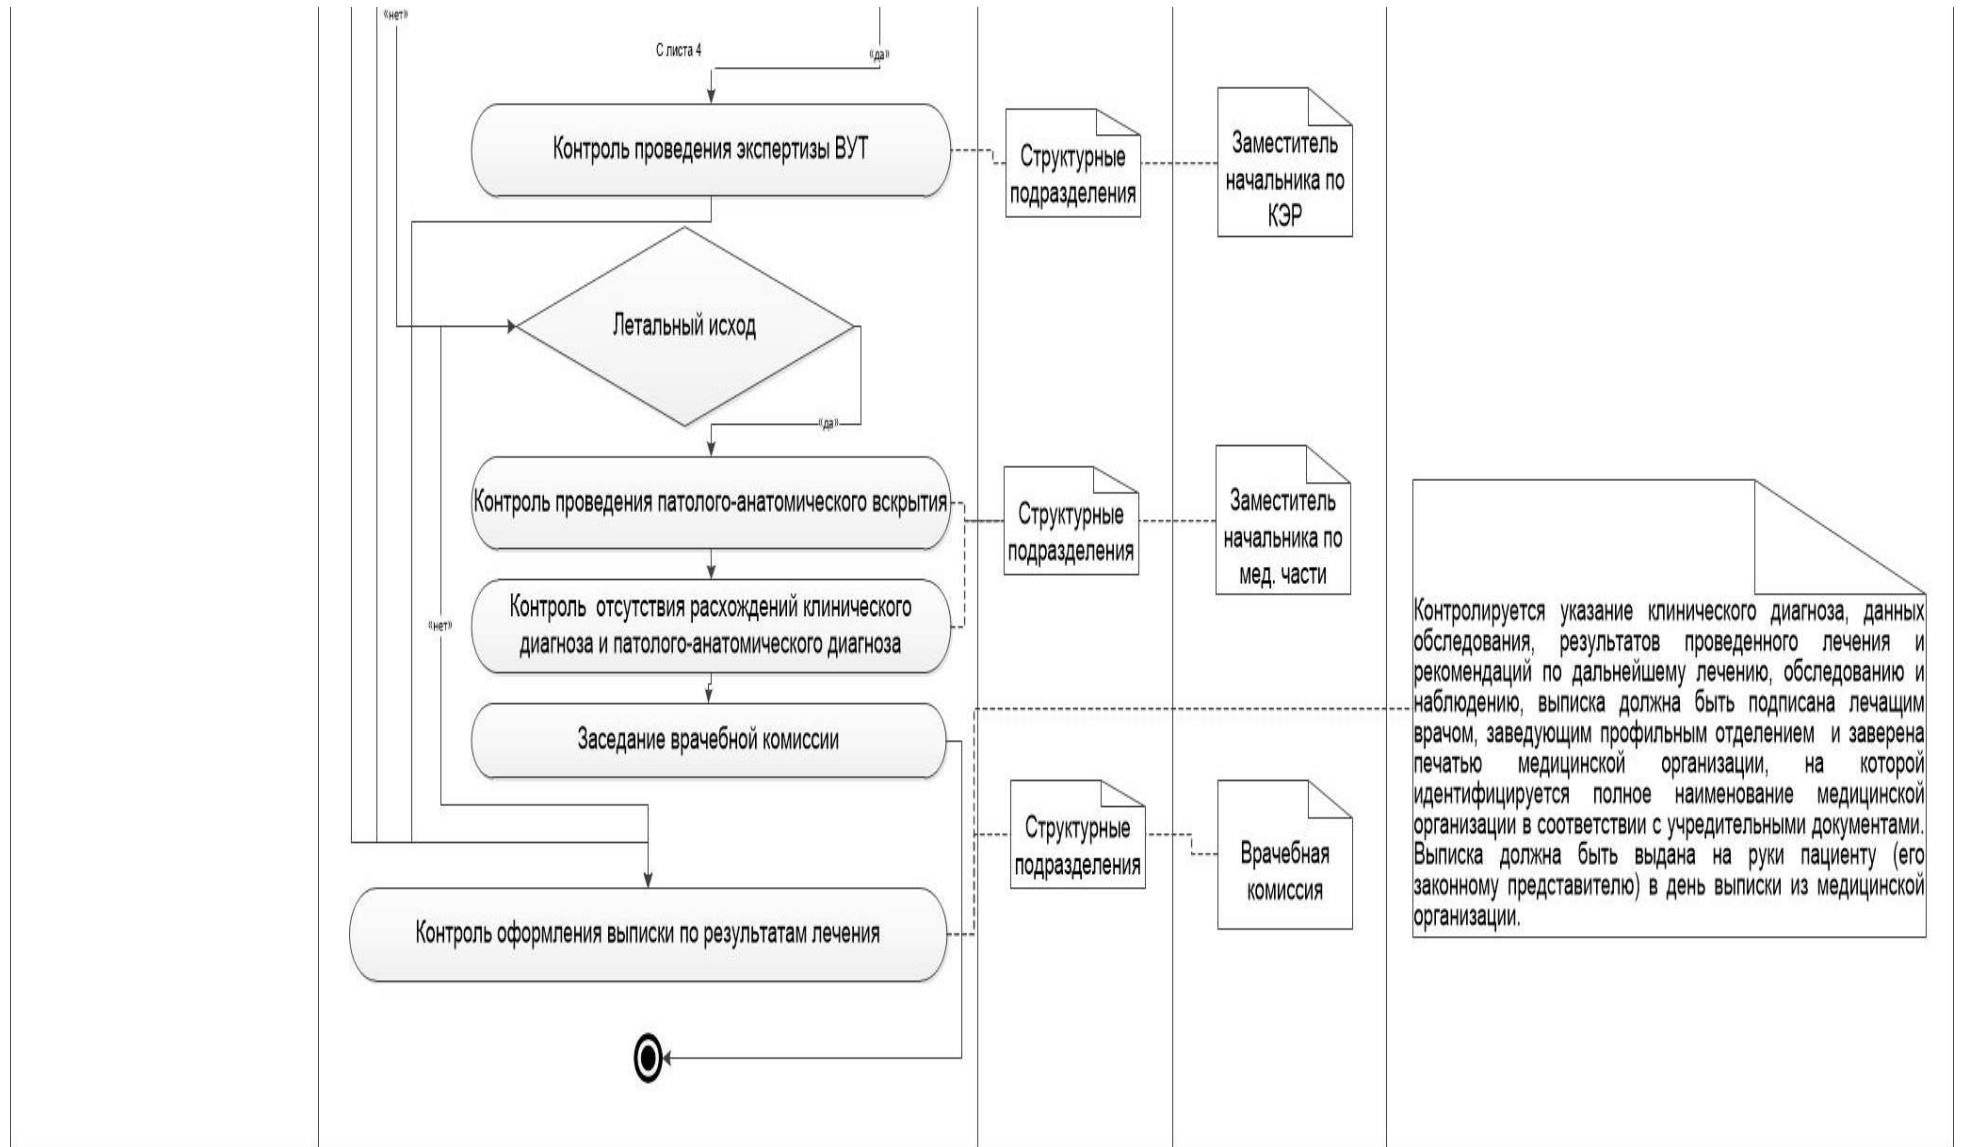 «нет»
С листа 4
«да»
Контроль проведения экспертизы ВУТ
Структурные
подразделения
Заместитель
начальника по
КЭР
Летальный исход
«да»
Контроль проведения патолого-анатомического вскрытия
Структурные
подразделения
Заместитель
начальника по
мед. части
Контроль отсутствия расхождений клинического
диагноза и патолого-анатомического диагноза
«нет»
Заседание врачебной комиссии
Структурные
подразделения
Врачебная
комиссия
Контролируется указание клинического диагноза, данных
обследования, результатов проведенного лечения и
рекомендаций по дальнейшему лечению, обследованию и
наблюдению, выписка должна быть подписана лечащим
врачом, заведующим профильным отделением и заверена
печатью медицинской организации, на которой
идентифицируется полное наименование медицинской
организации в соответствии с учредительными документами.
Выписка должна быть выдана на руки пациенту (его
законному представителю) в день выписки из медицинской
организации.
Контроль оформления выписки по результатам лечения